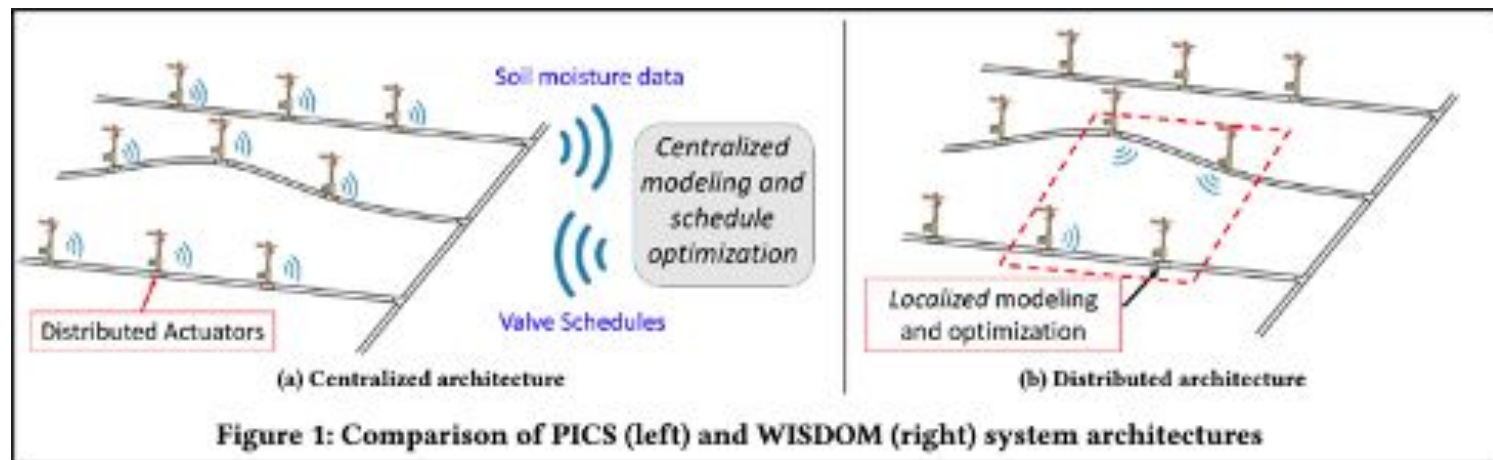 Soil moisture data
Centralized
modeling and
schedule
optimization
Valve Schedules
Distributed Actuators
(a) Centralized architecture
Localized modeling
and optimization
(b) Distributed architecture
Figure 1: Comparison of PICS (left) and WISDOM (right) system architectures